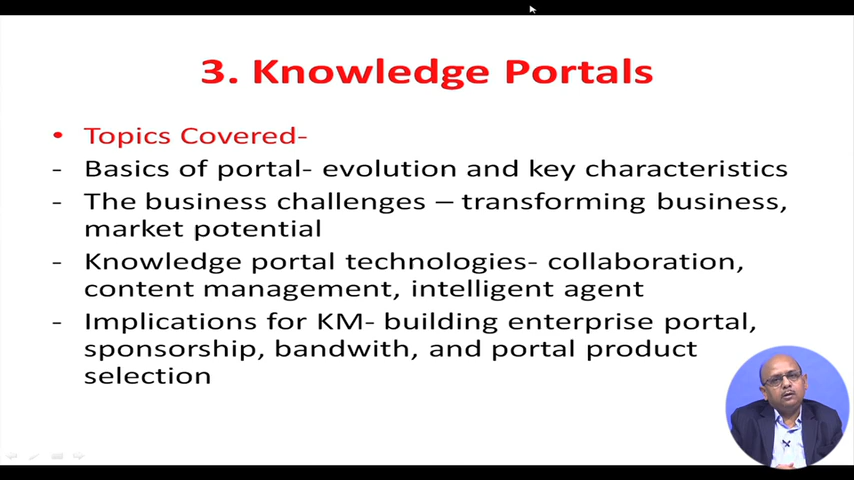 3. Knowledge Portals
• Topics Covered-
- Basics of portal- evolution and key characteristics
- The business challenges – transforming business,
market potential
- Knowledge portal technologies- collaboration,
content management, intelligent agent
- Implications for KM- building enterprise portal,
sponsorship, bandwith, and portal product
selection